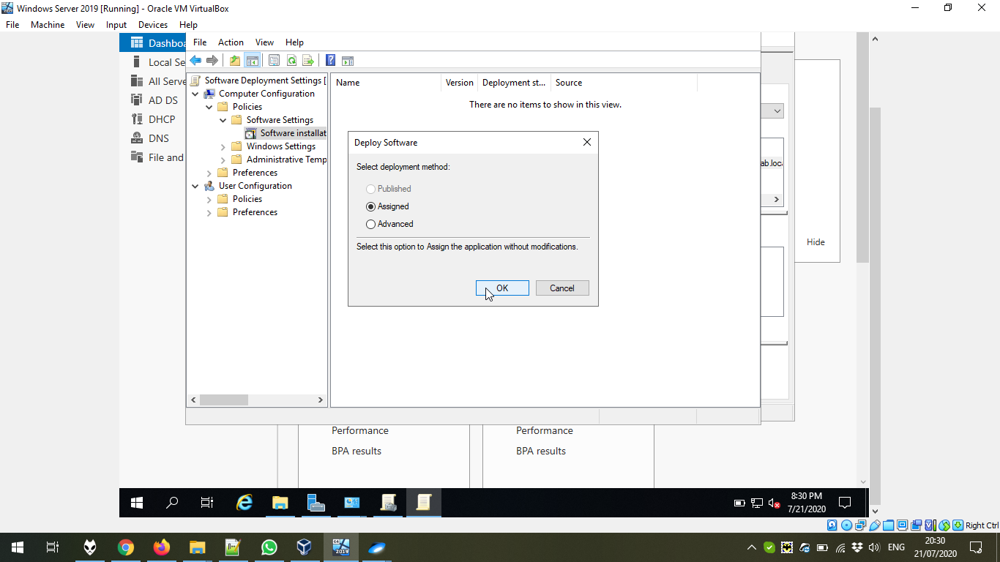 Windows Server 2019 [Running] - Oracle VM VirtualBox
File Machine View Input Devices Help
Dashboa
Local Se
All Serve
AD DS
DHCP
DNS
File and
File Action View Help
Software Deployment Settings [
Computer Configuration
Policies
Software Settings
Software installat
Windows Settings
Administrative Temp
Preferences
User Configuration
Policies
Preferences
Name Version Deployment st... Source
There are no items to show in this view.
Deploy Software
Select deployment method:
Published
Assigned
Advanced
Select this option to Assign the application without modifications.
OK Cancel
ab.loca
Hide
Performance Performance
BPA results BPA results
8:30 PM
7/21/2020
Right Ctrl
2019
ENG
20:30
21/07/2020